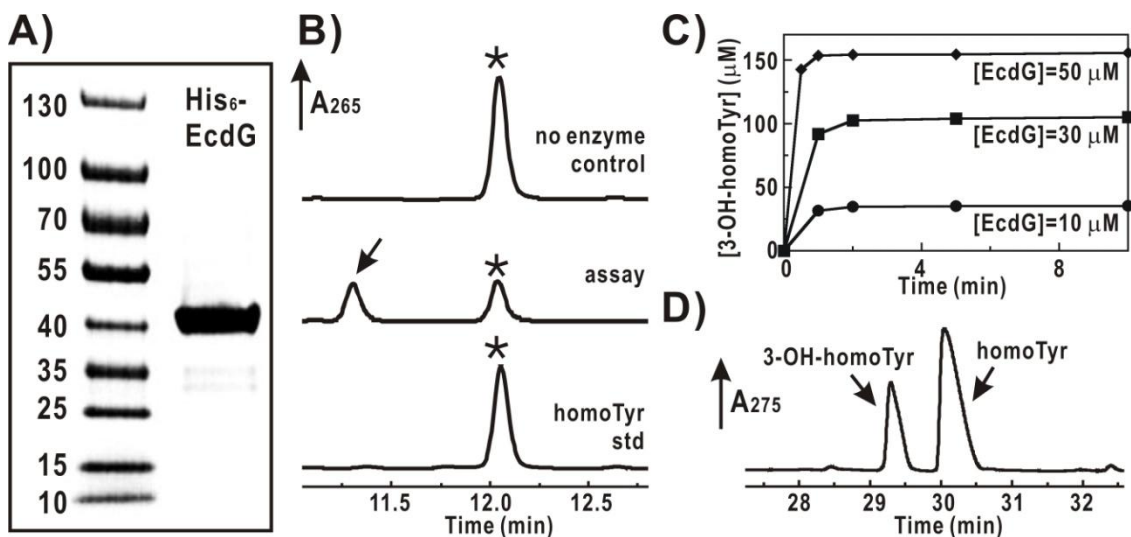 A)
130
100
70
55
40
35
25
15
10
His₆-
EcdG
B)
A265
*
no enzyme
control
*
assay
*
homoTyr
std
11.5 12.0 12.5
Time (min)
C)
[3-OH-homoTyr] (μM)
150
100
50
0
[EcdG]=50 μM
[EcdG]=30 μM
[EcdG]=10 μM
0 4 8
Time (min)
D)
A275
3-OH-homoTyr
homoTyr
28 29 30 31 32
Time (min)